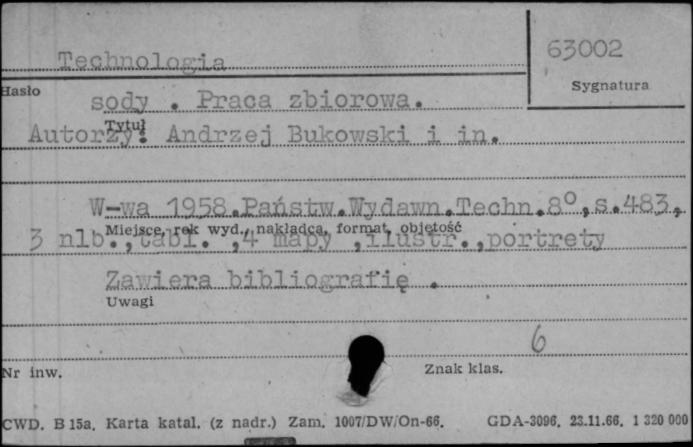 Technologia
63002
Hasło
Sygnatura
sody . Praca zbiorowa.
Tytuł
Autorzy: Andrzej Bukowski i in.
W-wa 1958.Państw.Wydawn.Techn.8°,s.483,
Miejsce, rok wyd., nakładca, format, objętość
3 nlb.,tabl. ,4 mapy ,ilustr.,portrety
Zawiera bibliografię .
Uwagi
6
Nr inw.
Znak klas.
CWD. B 15a. Karta katal. (z nadr.) Zam. 1007/DW/On-66. GDA-3096. 23.11.66. 1 320 000